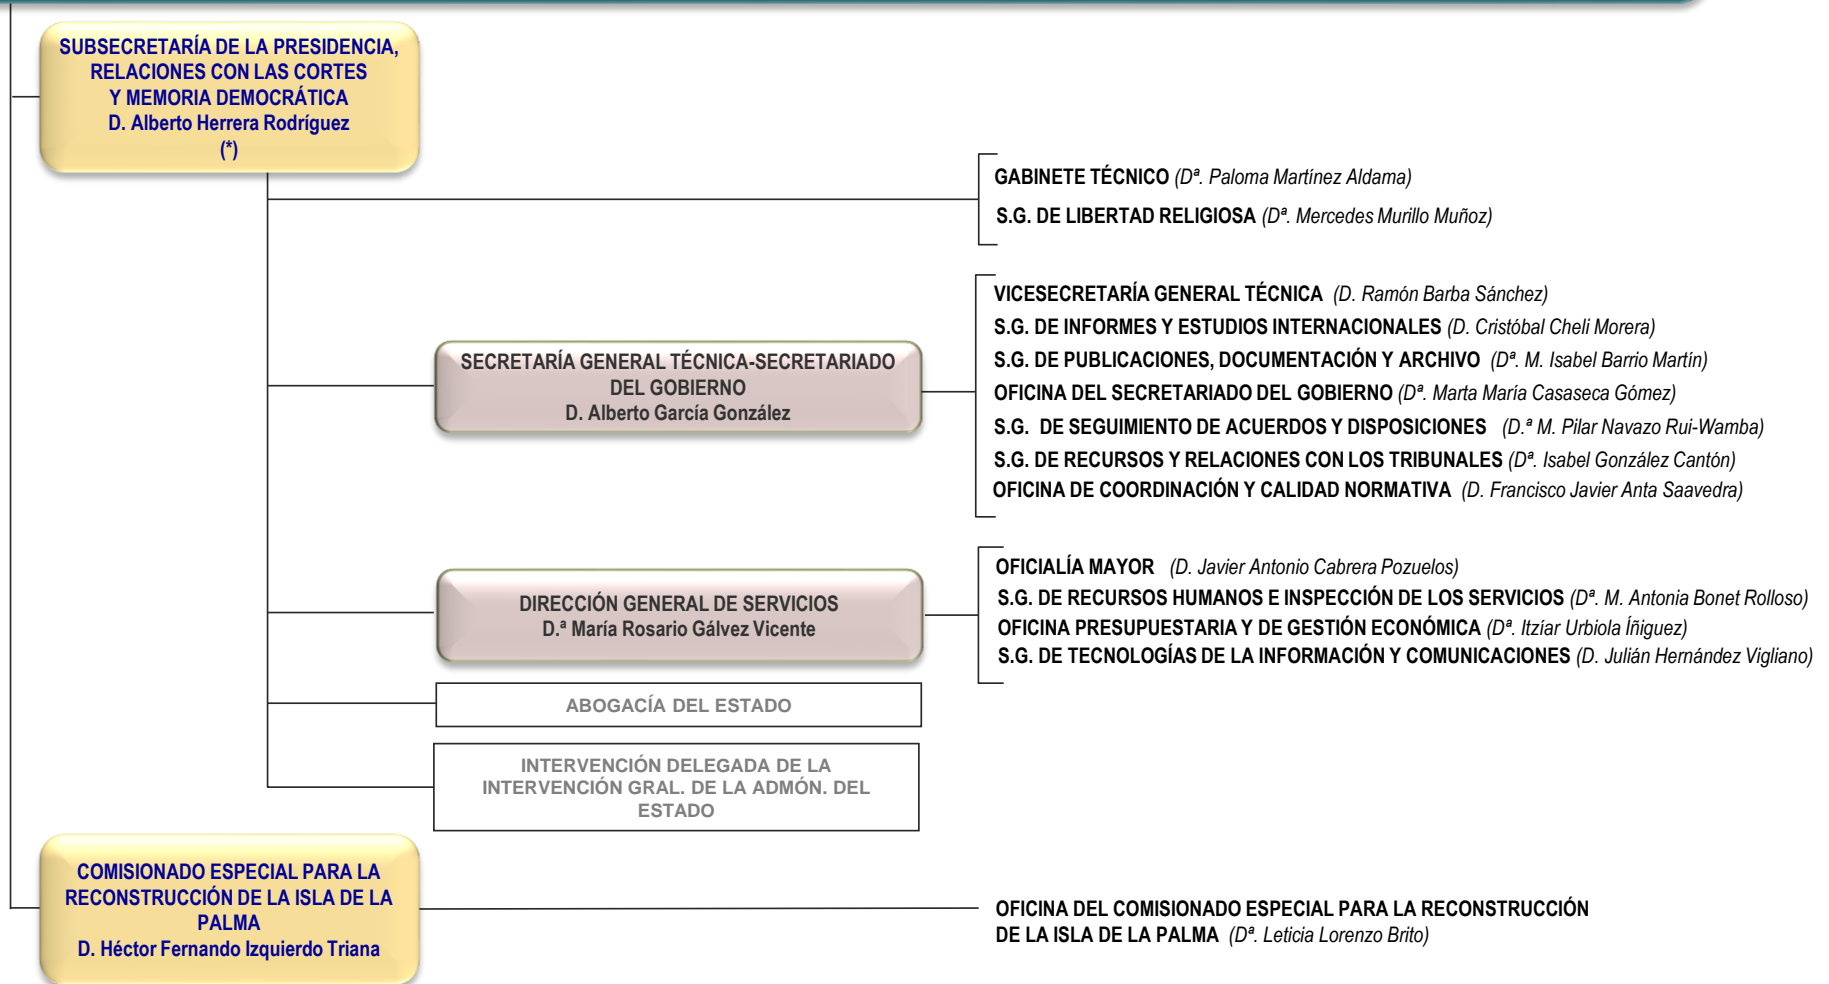 SUBSECRETARÍA DE LA PRESIDENCIA,
RELACIONES CON LAS CORTES
Y MEMORIA DEMOCRÁTICA
D. Alberto Herrera Rodríguez
(*)
GABINETE TÉCNICO (Dª. Paloma Martínez Aldama)
S.G. DE LIBERTAD RELIGIOSA (Dª. Mercedes Murillo Muñoz)
SECRETARÍA GENERAL TÉCNICA-SECRETARIADO
DEL GOBIERNO
D. Alberto García González
VICESECRETARÍA GENERAL TÉCNICA (D. Ramón Barba Sánchez)
S.G. DE INFORMES Y ESTUDIOS INTERNACIONALES (D. Cristóbal Cheli Morera)
S.G. DE PUBLICACIONES, DOCUMENTACIÓN Y ARCHIVO (Dª. M. Isabel Barrio Martín)
OFICINA DEL SECRETARIADO DEL GOBIERNO (Dª. Marta María Casaseca Gómez)
S.G. DE SEGUIMIENTO DE ACUERDOS Y DISPOSICIONES (D.ª M. Pilar Navazo Rui-Wamba)
S.G. DE RECURSOS Y RELACIONES CON LOS TRIBUNALES (Dª. Isabel González Cantón)
OFICINA DE COORDINACIÓN Y CALIDAD NORMATIVA (D. Francisco Javier Anta Saavedra)
DIRECCIÓN GENERAL DE SERVICIOS
D.ª María Rosario Gálvez Vicente
OFICIALÍA MAYOR (D. Javier Antonio Cabrera Pozuelos)
S.G. DE RECURSOS HUMANOS E INSPECCIÓN DE LOS SERVICIOS (Dª. M. Antonia Bonet Rolloso)
OFICINA PRESUPUESTARIA Y DE GESTIÓN ECONÓMICA (Dª. Itzíar Urbiola Íñiguez)
S.G. DE TECNOLOGÍAS DE LA INFORMACIÓN Y COMUNICACIONES (D. Julián Hernández Vigliano)
ABOGACÍA DEL ESTADO
INTERVENCIÓN DELEGADA DE LA
INTERVENCIÓN GRAL. DE LA ADMÓN. DEL
ESTADO
COMISIONADO ESPECIAL PARA LA
RECONSTRUCCIÓN DE LA ISLA DE LA
PALMA
D. Héctor Fernando Izquierdo Triana
OFICINA DEL COMISIONADO ESPECIAL PARA LA RECONSTRUCCIÓN
DE LA ISLA DE LA PALMA (Dª. Leticia Lorenzo Brito)